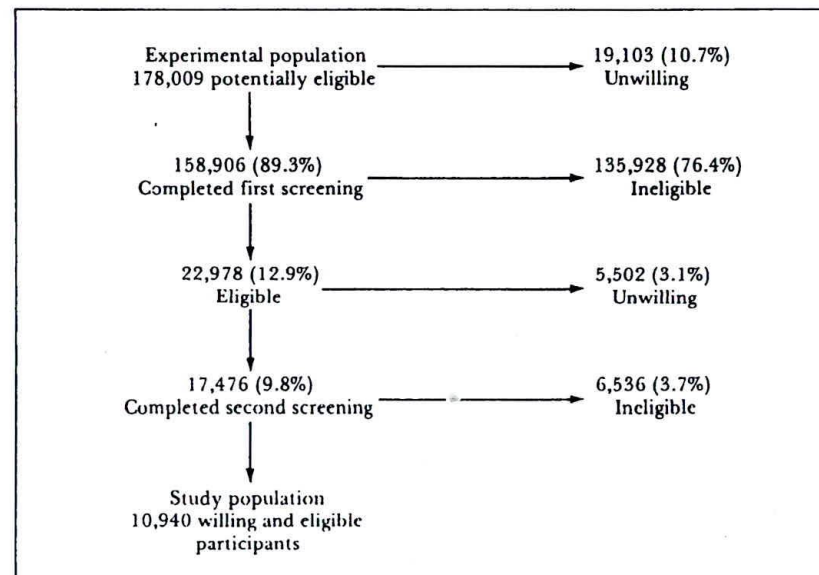 Experimental population
178,009 potentially eligible
19,103 (10.7%)
Unwilling
158,906 (89.3%)
Completed first screening
135,928 (76.4%)
Ineligible
22,978 (12.9%)
Eligible
5,502 (3.1%)
Unwilling
17,476 (9.8%)
Completed second screening
6,536 (3.7%)
Ineligible
Study population
10,940 willing and eligible
participants